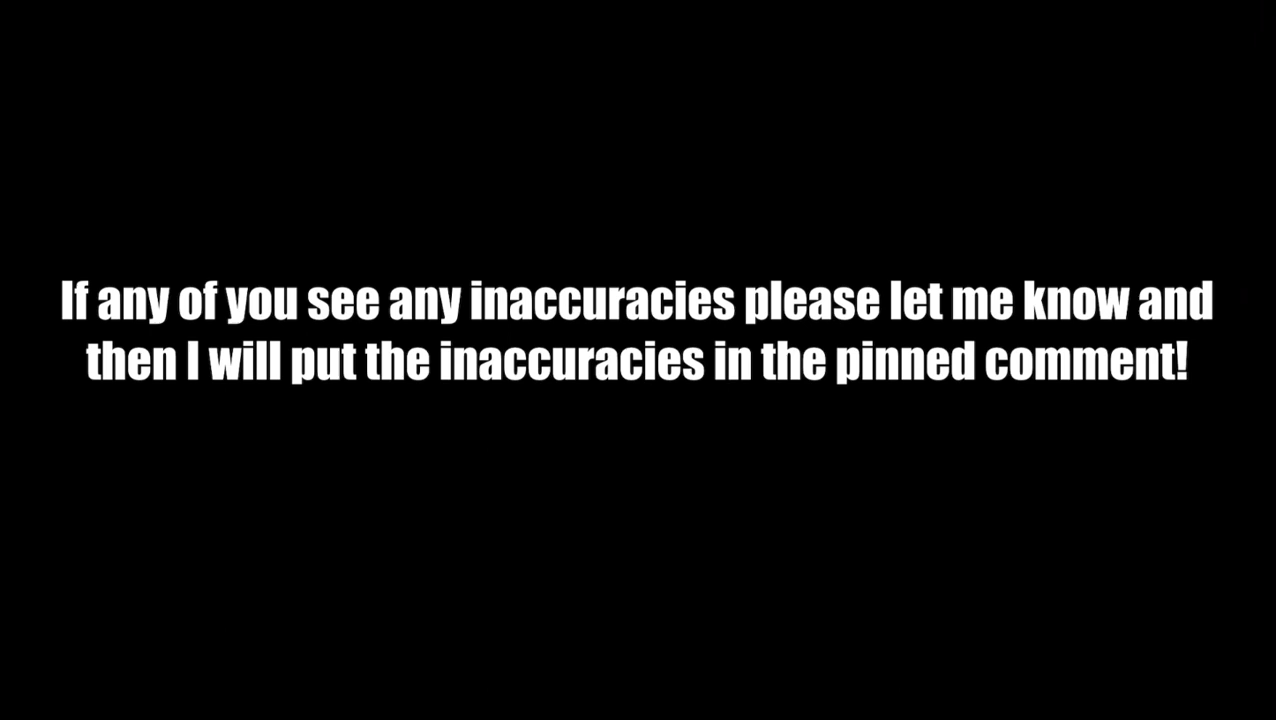 If any of you see any inaccuracies please let me know and
then I will put the inaccuracies in the pinned comment!